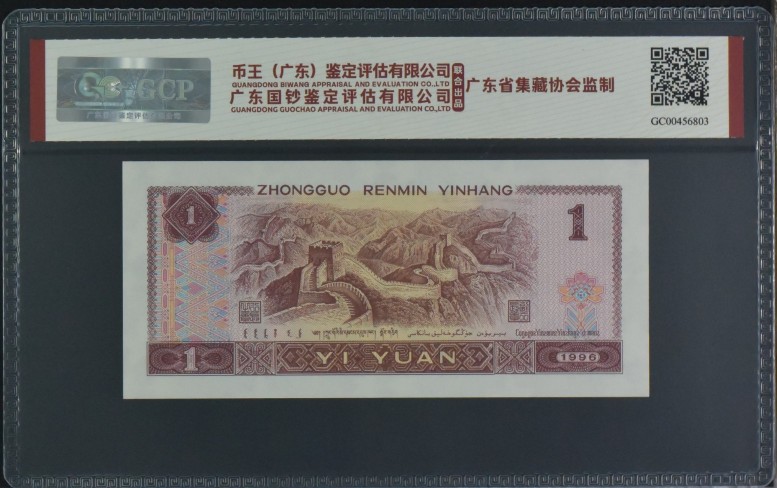 GCP
币王（广东）鉴定评估有限公司
GUANGDONG BIWANG APPRAISAL AND EVALUATION CO.,LTD
广东国钞鉴定评估有限公司
GUANGDONG GUOCHAO APPRAISAL AND EVALUATION CO.,LTD
联合出品
广东省集藏协会监制
GC00456803
ZHONGGUO RENMIN YINHANG
1
1
1
YI YUAN
1996